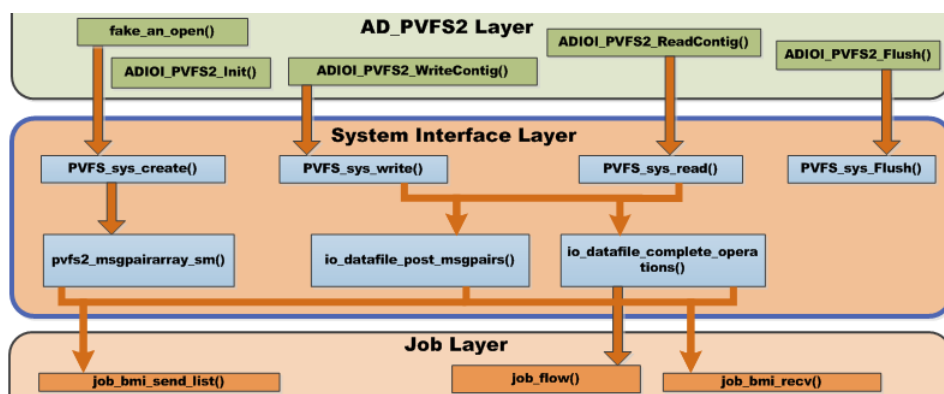 AD_PVFS2 Layer
fake_an_open()
ADIOI_PVFS2_Init()
ADIOI_PVFS2_WriteContig()
ADIOI_PVFS2_ReadContig()
ADIOI_PVFS2_Flush()
System Interface Layer
PVFS_sys_create()
PVFS_sys_write()
PVFS_sys_read()
PVFS_sys_Flush()
pvfs2_msgpairarray_sm()
io_datafile_post_msgpairs()
io_datafile_complete_opera
tions()
Job Layer
job_bmi_send_list()
job_flow()
job_bmi_recv()